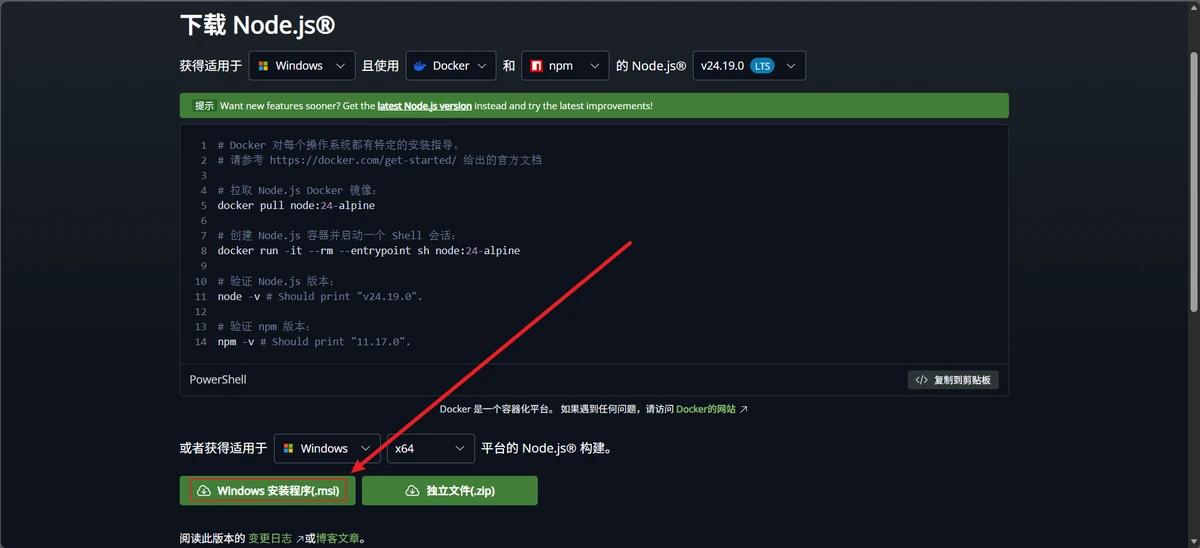 下载 Node.js®
获得适用于 Windows 且使用 Docker 和 npm 的 Node.js® v24.19.0 LTS
提示 Want new features sooner? Get the latest Node.js version instead and try the latest improvements!
1 # Docker 对每个操作系统都有特定的安装指导。
2 # 请参考 https://docker.com/get-started/ 给出的官方文档
3
4 # 拉取 Node.js Docker 镜像：
5 docker pull node:24-alpine
6
7 # 创建 Node.js 容器并启动一个 Shell 会话：
8 docker run -it --rm --entrypoint sh node:24-alpine
9
10 # 验证 Node.js 版本：
11 node -v # Should print "v24.19.0".
12
13 # 验证 npm 版本：
14 npm -v # Should print "11.17.0".
PowerShell 复制到剪贴板
Docker 是一个容器化平台。 如果遇到任何问题，请访问 Docker的网站
或者获得适用于 Windows x64 平台的 Node.js® 构建。
Windows 安装程序(.msi) 独立文件(.zip)
阅读此版本的 变更日志 或博客文章。